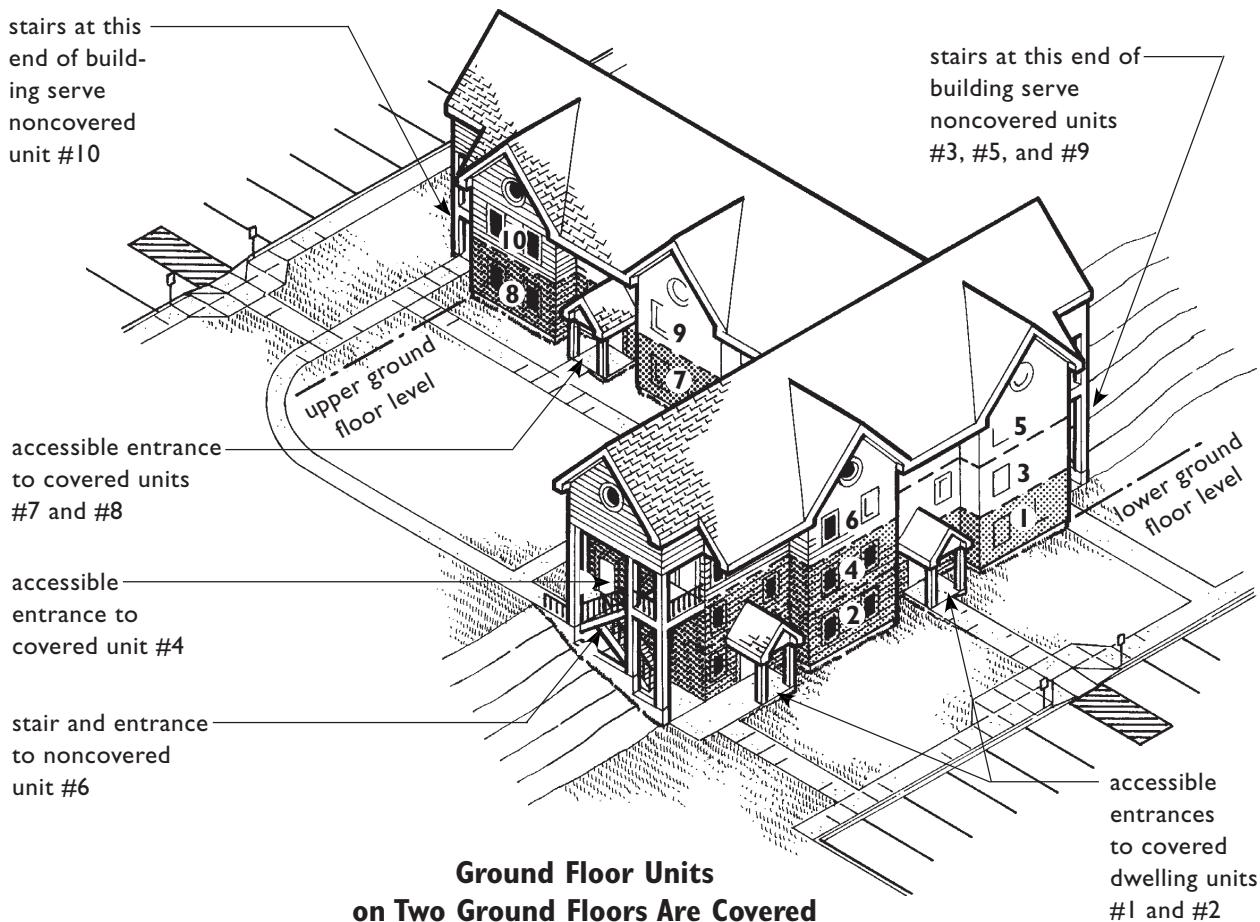 stairs at this
end of build-
ing serve
noncovered
unit #10
stairs at this end of
building serve
noncovered units
#3, #5, and #9
10
8
9
7
upper ground
floor level
5
3
1
lower ground
floor level
6
4
2
accessible entrance
to covered units
#7 and #8
accessible
entrance to
covered unit #4
stair and entrance
to noncovered
unit #6
accessible
entrances
to covered
dwelling units
#1 and #2
Ground Floor Units
on Two Ground Floors Are Covered